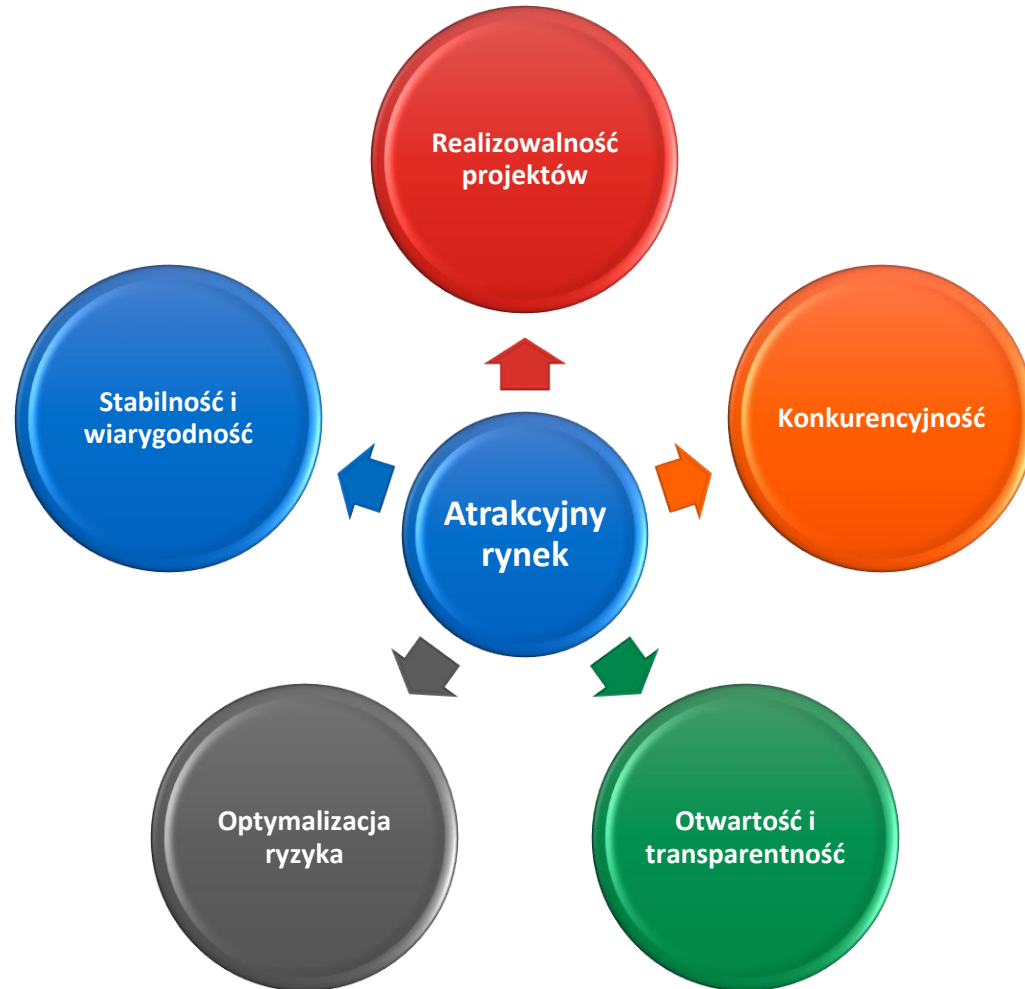 Realizowalność
projektów
Stabilność i
wiarygodność
Konkurencyjność
Atrakcyjny
rynek
Optymalizacja
ryzyka
Otwartość i
transparentność